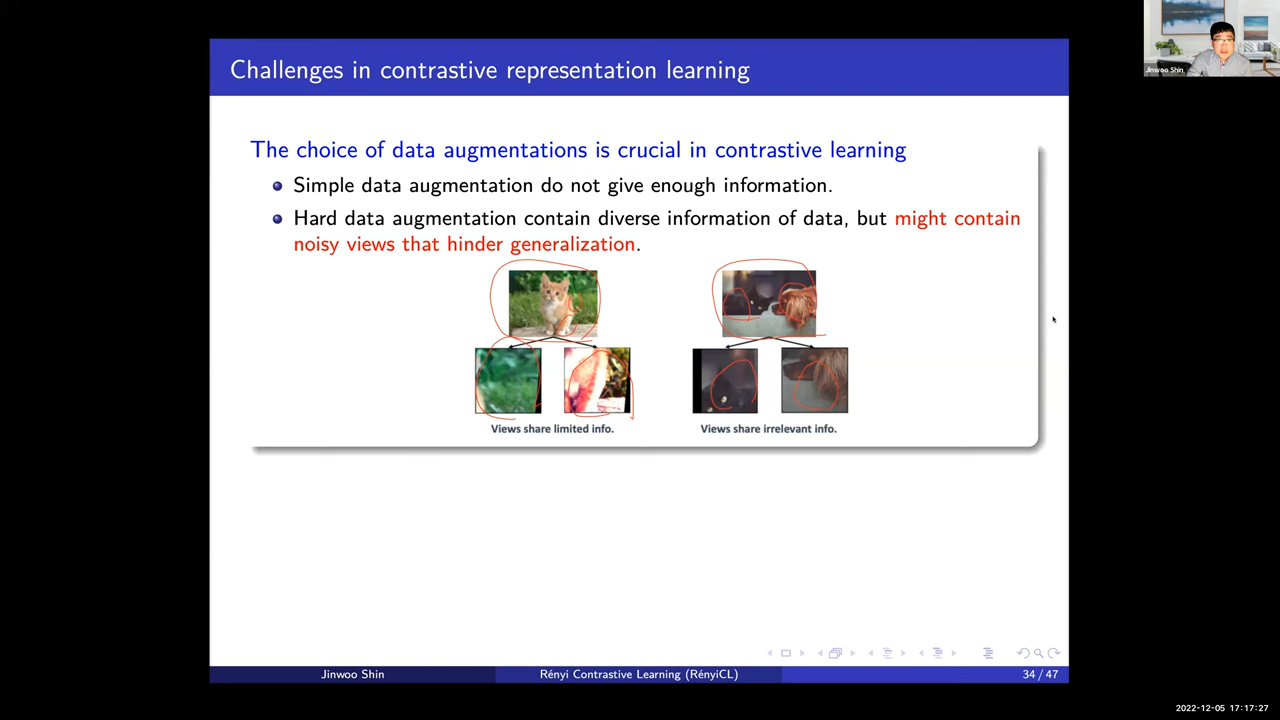 Challenges in contrastive representation learning
Jinwoo Shin
The choice of data augmentations is crucial in contrastive learning
Simple data augmentation do not give enough information.
Hard data augmentation contain diverse information of data, but might contain
noisy views that hinder generalization.
Views share limited info.
Views share irrelevant info.
Jinwoo Shin
Rényi Contrastive Learning (RényiCL)
34 / 47
2022-12-05 17:17:27